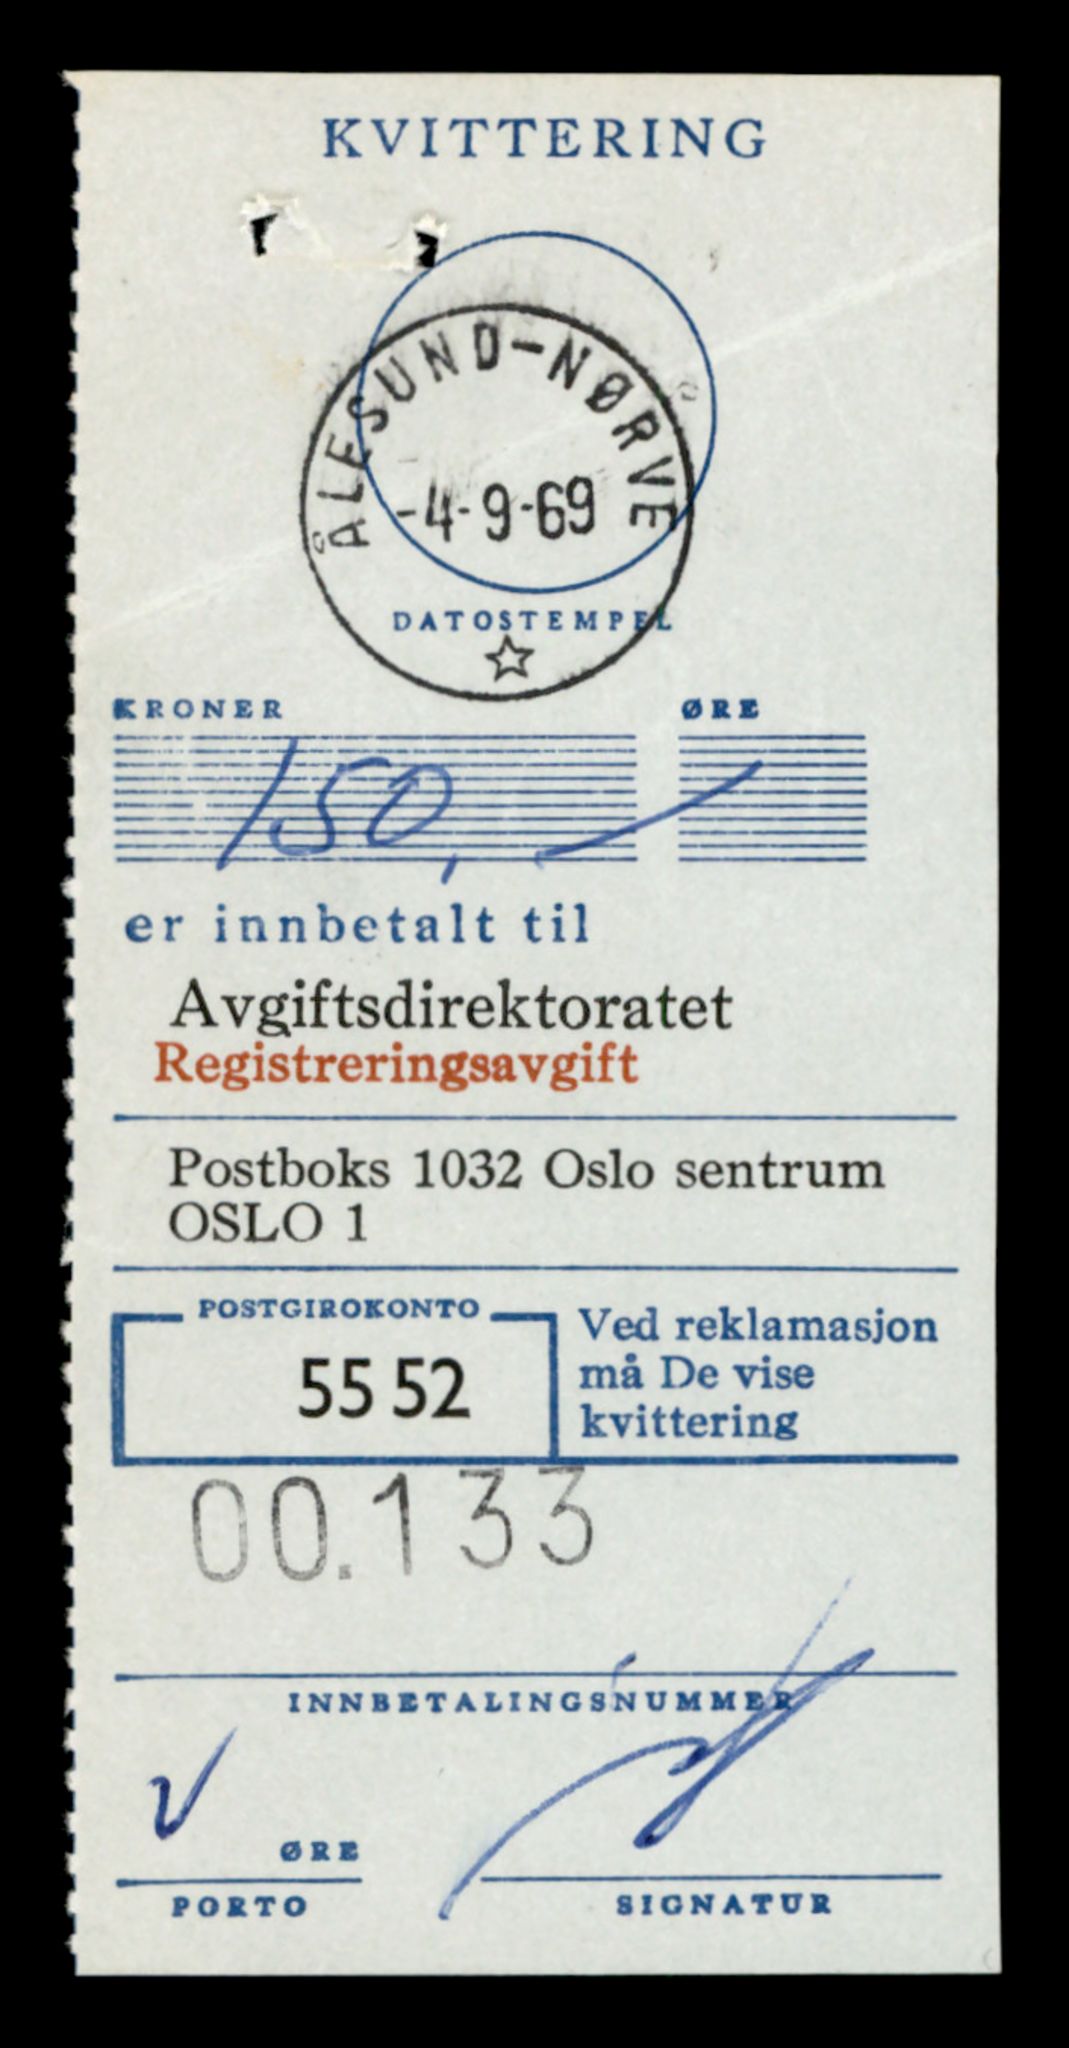 KVITTERING
ÅLESUND-NØRVE
-4-9-69
DATOSTEMPEL
KRONER ØRE
150,-
er innbetalt til
Avgiftsdirektoratet
Registreringsavgift
Postboks 1032 Oslo sentrum
OSLO 1
POSTGIROKONTO
55 52
Ved reklamasjon
må De vise
kvittering
00.133
INNBETALINGSNUMMER
ØRE
PORTO SIGNATUR